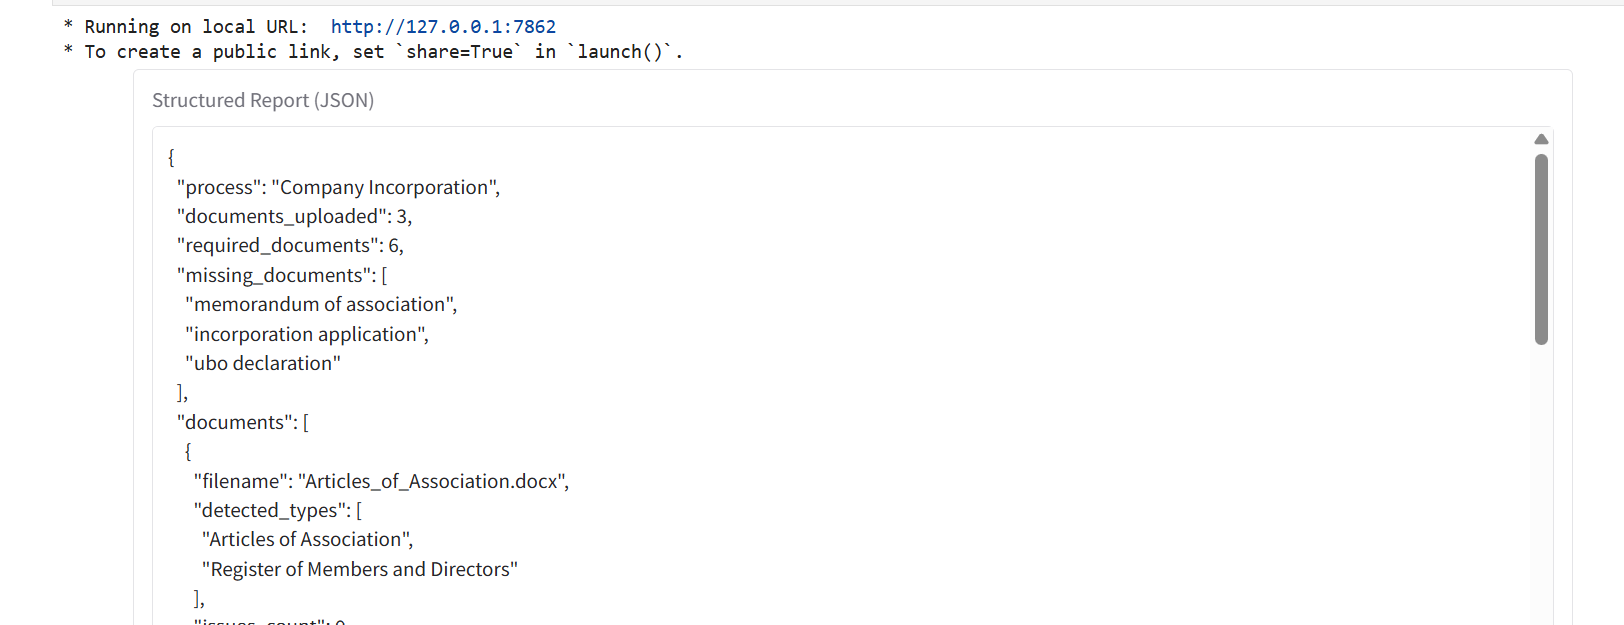 * Running on local URL:  http://127.0.0.1:7862
* To create a public link, set `share=True` in `launch()`.
Structured Report (JSON)
{
"process": "Company Incorporation",
"documents_uploaded": 3,
"required_documents": 6,
"missing_documents": [
"memorandum of association",
"incorporation application",
"ubo declaration"
],
"documents": [
{
"filename": "Articles_of_Association.docx",
"detected_types": [
"Articles of Association",
"Register of Members and Directors"
],